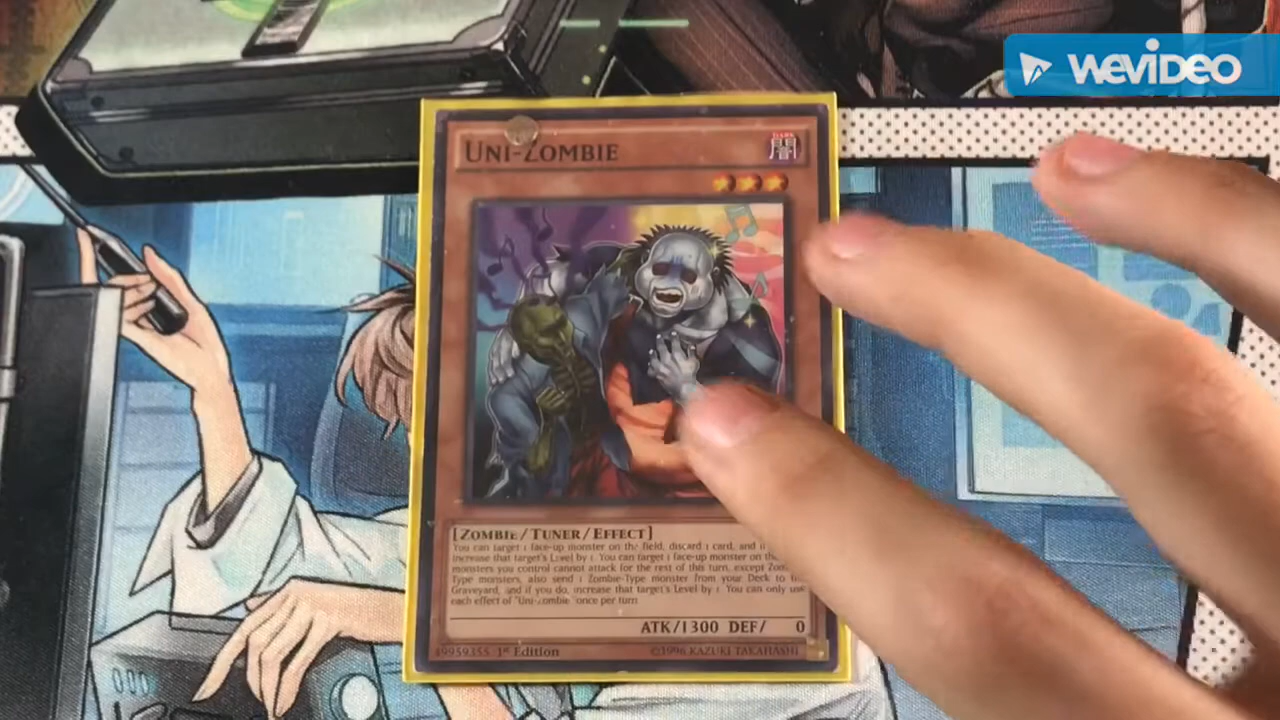 WEVIDEO
UNI-ZOMBIE
DARK
闇
[ZOMBIE/TUNER/EFFECT]
You can target 1 face-up monster on the field, discard 1 card, and if
increase that target's Level by 1. You can target 1 face-up monster on the
monsters you control cannot attack for the rest of this turn, except
Type monsters, also send 1 Zombie-Type monster from your Deck to
Graveyard, and if you do, increase that target's Level by 1. You can only use
each effect of "Uni-Zombie" once per turn.
ATK/1300 DEF/ 0
49959355 1st Edition ©1996 KAZUKI TAKAHASHI